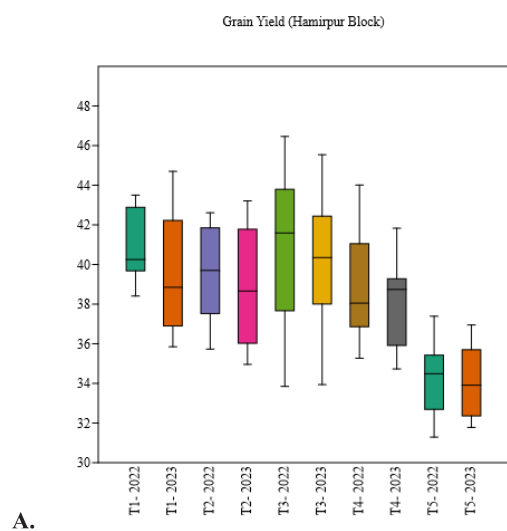 Grain Yield (Hamirpur Block)
48
46
44
42
40
38
36
34
32
30
T1- 2022
T1- 2023
T2- 2022
T2- 2023
T3- 2022
T3- 2023
T4- 2022
T4- 2023
T5- 2022
T5- 2023
A.